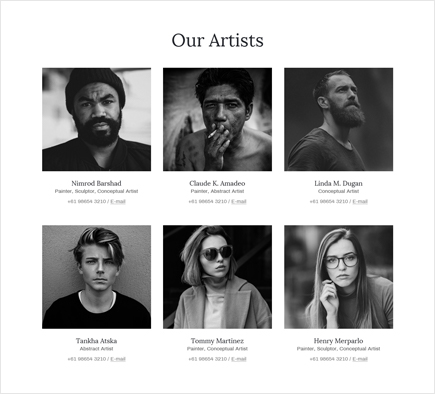 Our Artists
Nimrod Barshad
Painter, Sculptor, Conceptual Artist
+61 98654 3210 / E-mail
Claude K. Amadeo
Painter, Abstract Artist
+61 98654 3210 / E-mail
Linda M. Dugan
Conceptual Artist
+61 98654 3210 / E-mail
Tankha Atska
Abstract Artist
+61 98654 3210 / E-mail
Tommy Martinez
Painter, Abstract Artist
+61 98654 3210 / E-mail
Henry Merparlo
Painter, Sculptor, Conceptual Artist
+61 98654 3210 / E-mail